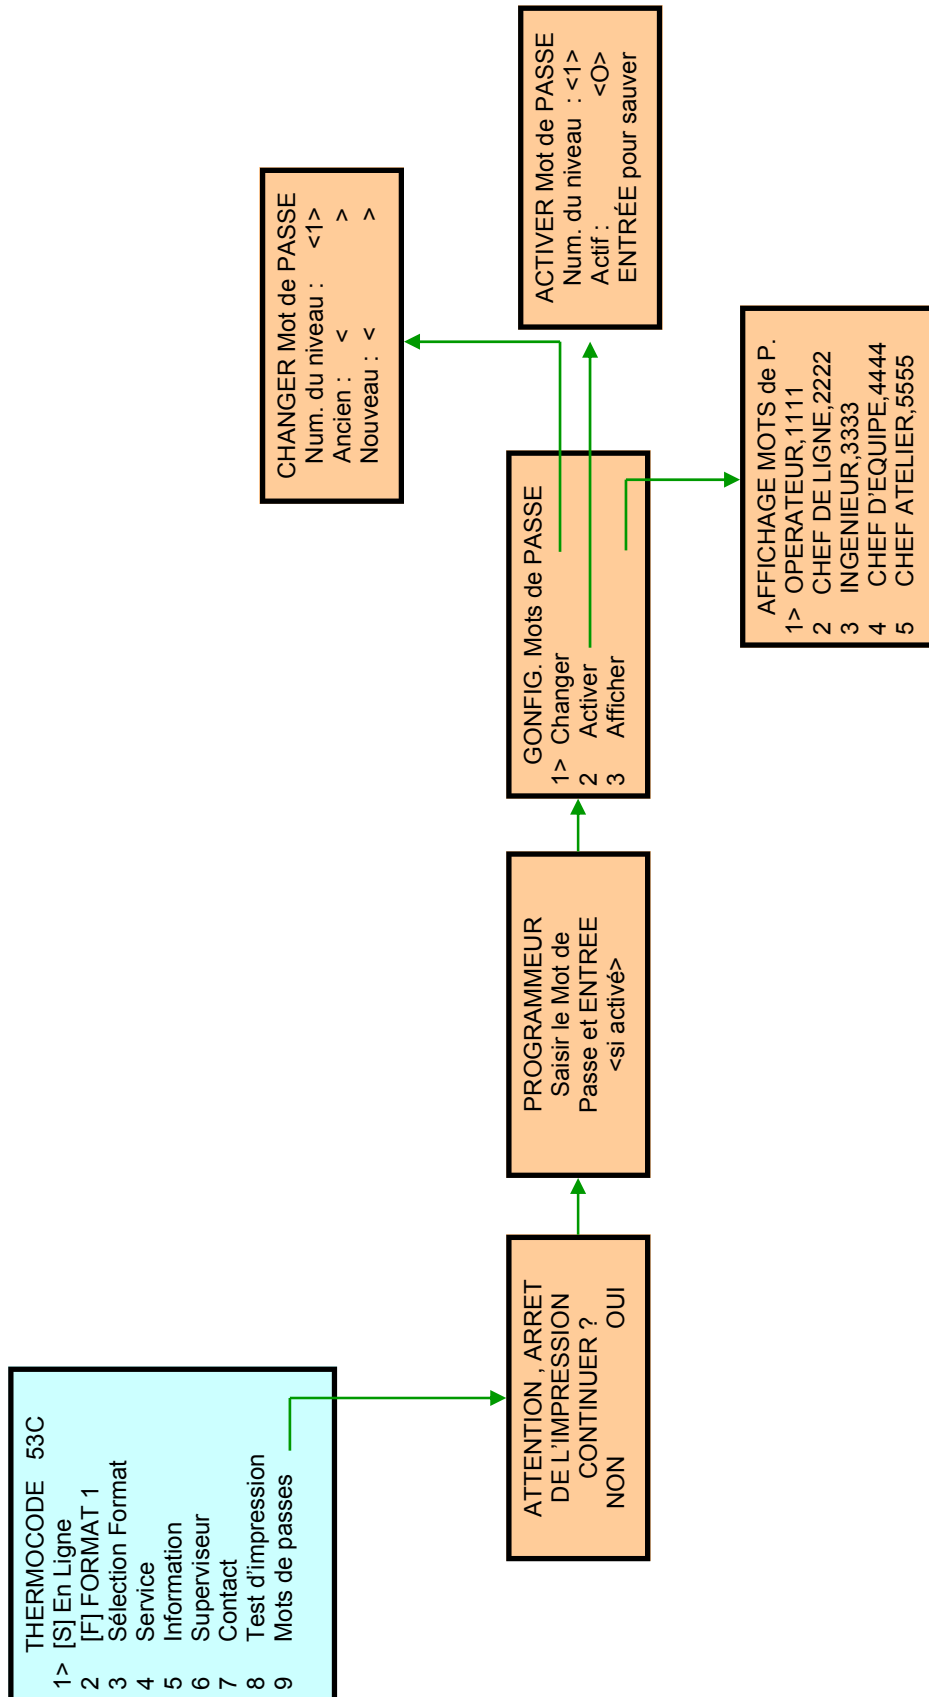 THERMOCODE 53C
1> [S] En Ligne
2 [F] FORMAT 1
3 Sélection Format
4 Service
5 Information
6 Superviseur
7 Contact
8 Test d'impression
9 Mots de passes
ATTENTION , ARRET
DE L'IMPRESSION
CONTINUER ?
NON OUI
PROGRAMMEUR
Saisir le Mot de
Passe et ENTREE
<si activé>
GONFIG. Mots de PASSE
1> Changer
2 Activer
3 Afficher
CHANGER Mot de PASSE
Num. du niveau : <1>
Ancien : < >
Nouveau : < >
ACTIVER Mot de PASSE
Num. du niveau : <1>
Actif : <O>
ENTRÉE pour sauver
AFFICHAGE MOTS de P.
1> OPERATEUR,1111
2 CHEF DE LIGNE,2222
3 INGENIEUR,3333
4 CHEF D'EQUIPE,4444
5 CHEF ATELIER,5555